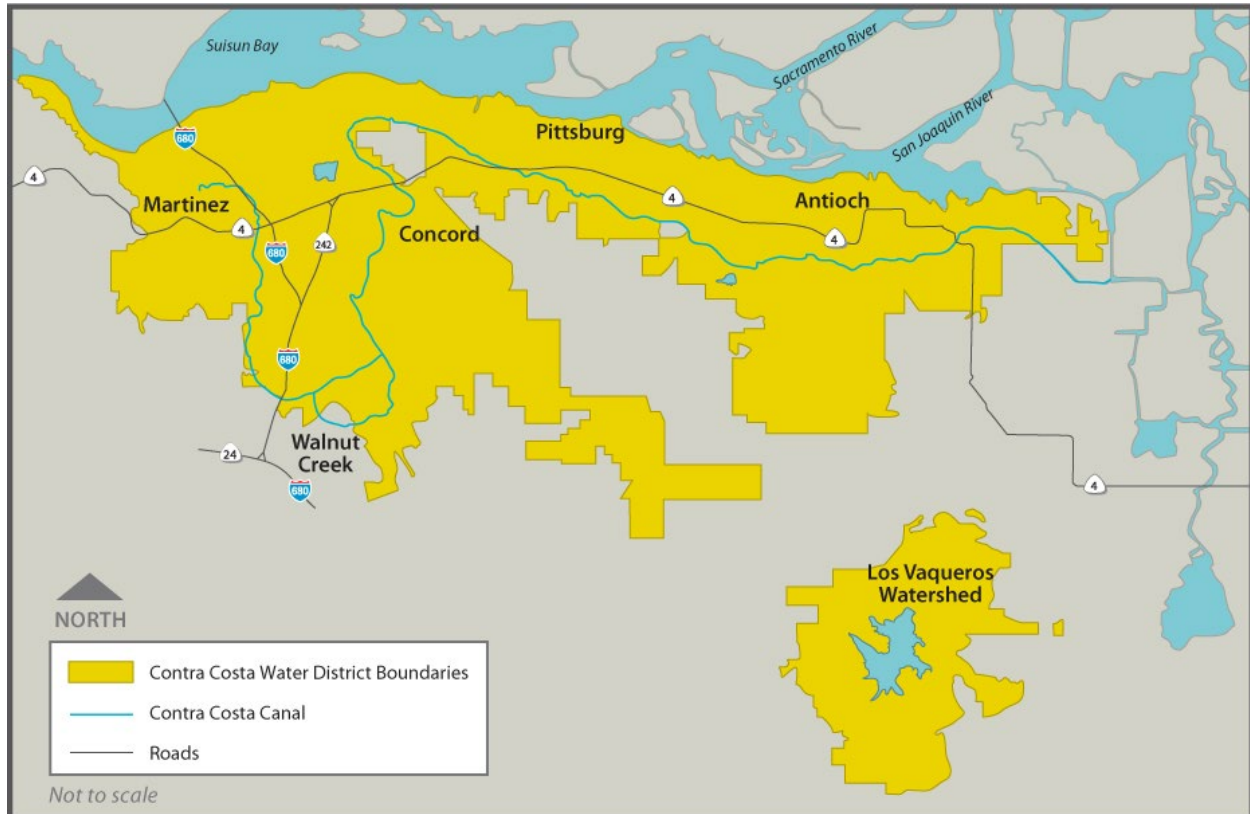 Suisun Bay
Sacramento River
San Joaquin River
680
Pittsburg
4
Martinez
4
242
680
Concord
4
Antioch
4
680
Walnut
Creek
24
680
4
Los Vaqueros
Watershed
NORTH
Contra Costa Water District Boundaries
Contra Costa Canal
Roads
Not to scale